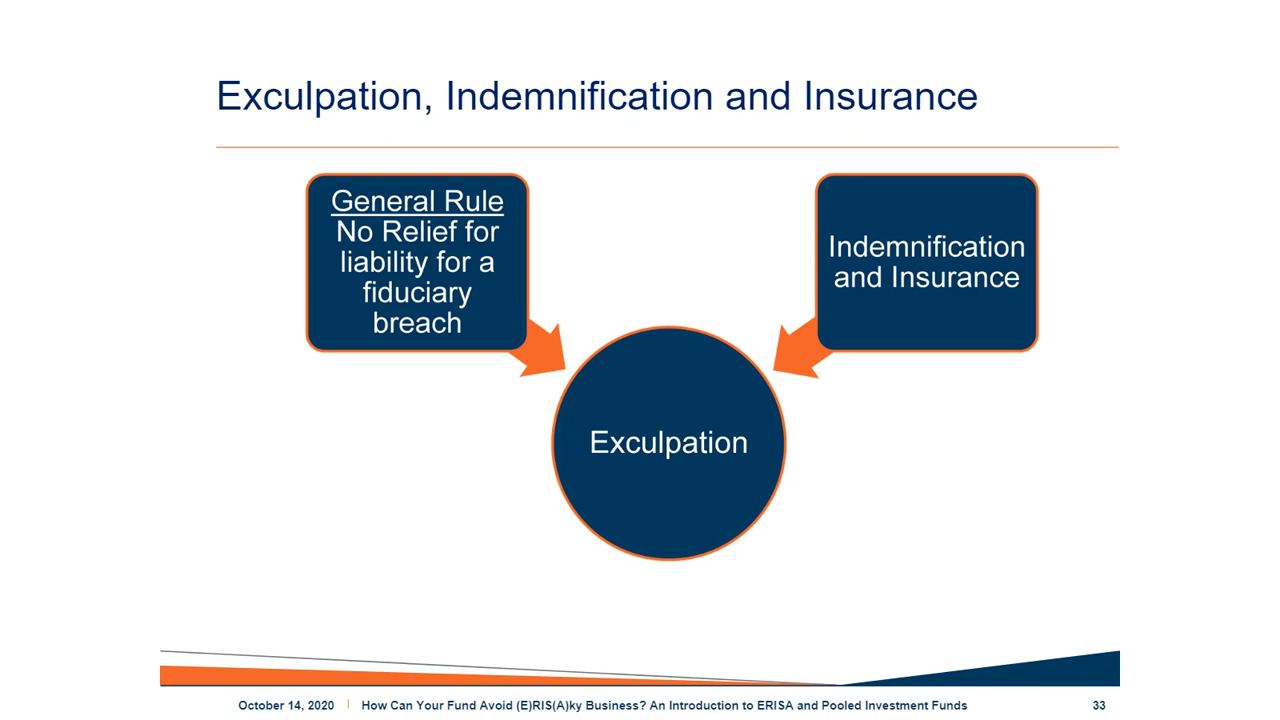 Exculpation, Indemnification and Insurance
General Rule
No Relief for
liability for a
fiduciary
breach
Indemnification
and Insurance
Exculpation
October 14, 2020 | How Can Your Fund Avoid (E)RIS(A)ky Business? An Introduction to ERISA and Pooled Investment Funds 33